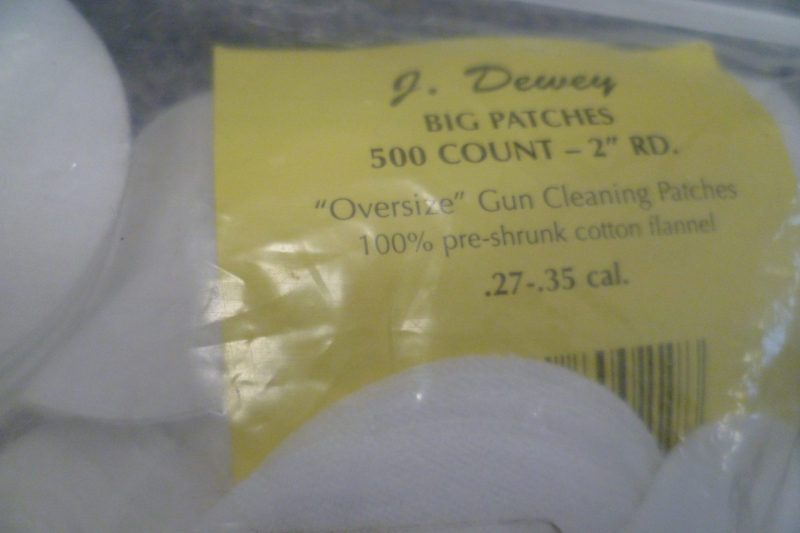 J. Dewey
BIG PATCHES
500 COUNT – 2” RD.
“Oversize” Gun Cleaning Patches
100% pre-shrunk cotton flannel
.27-.35 cal.